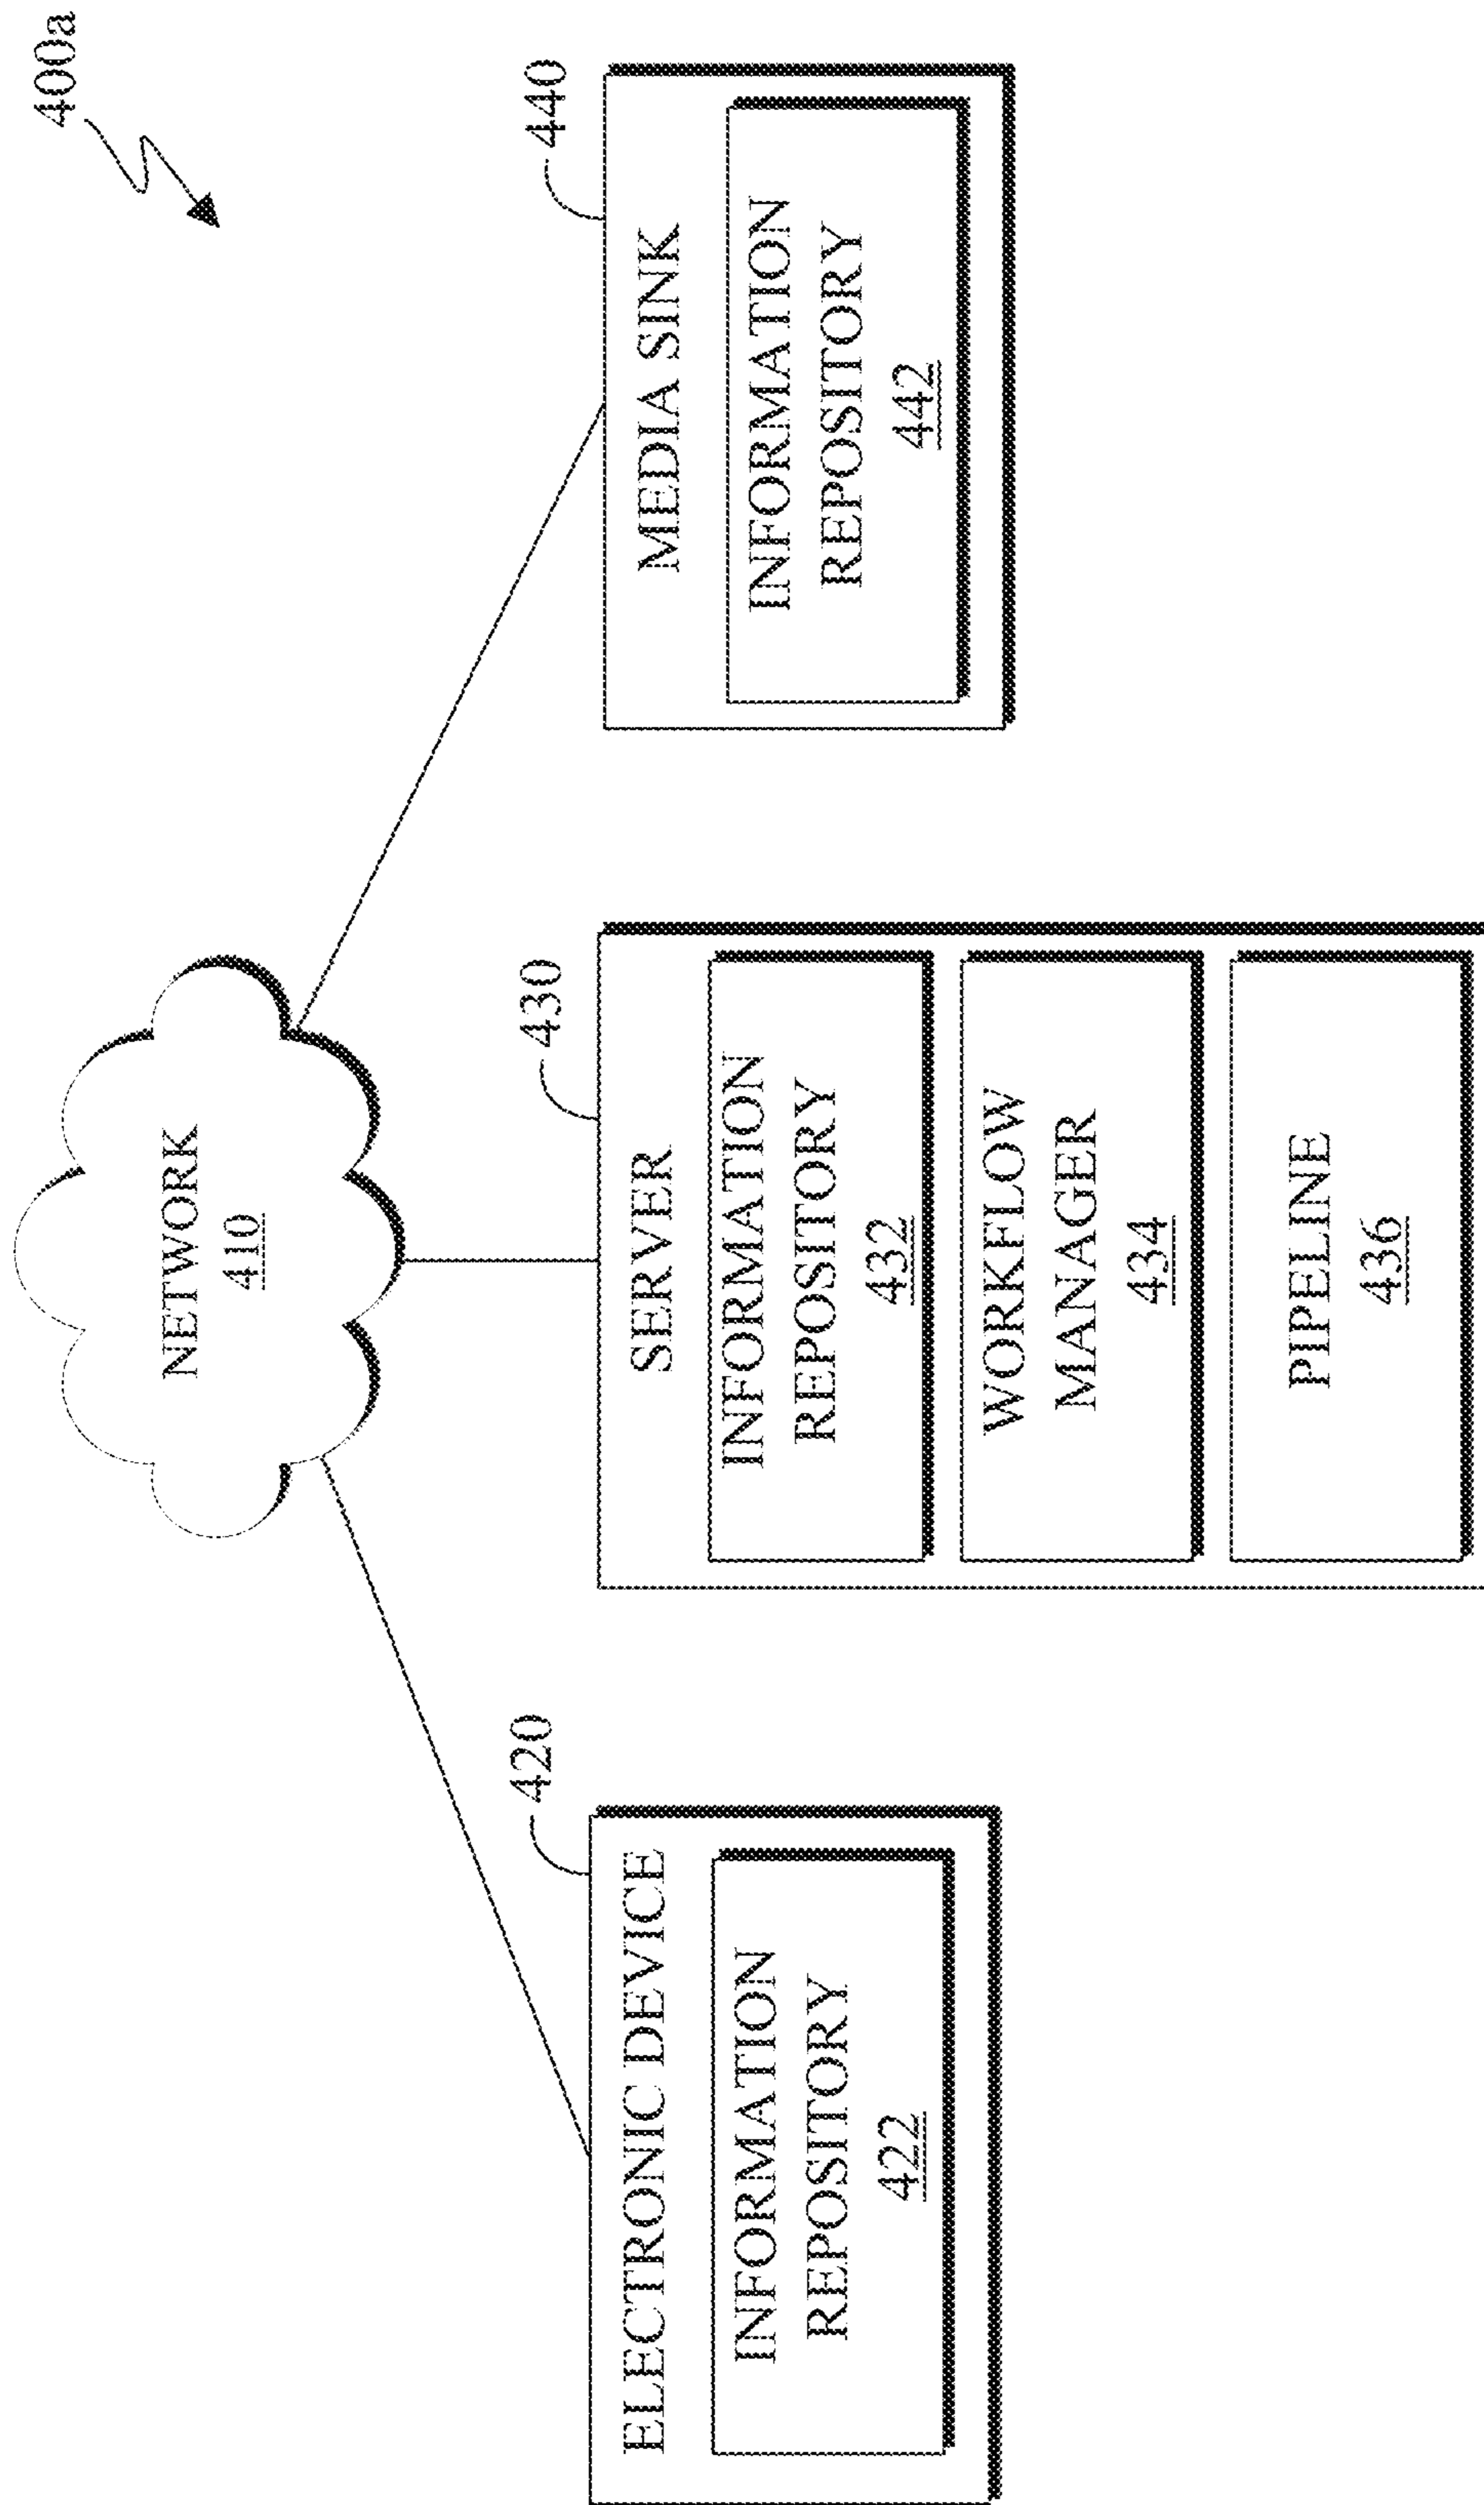 400a
NETWORK
410
420
ELECTRONIC DEVICE
INFORMATION
REPOSITORY
422
430
SERVER
INFORMATION
REPOSITORY
432
WORKFLOW
MANAGER
434
PIPELINE
436
440
MEDIA SINK
INFORMATION
REPOSITORY
442